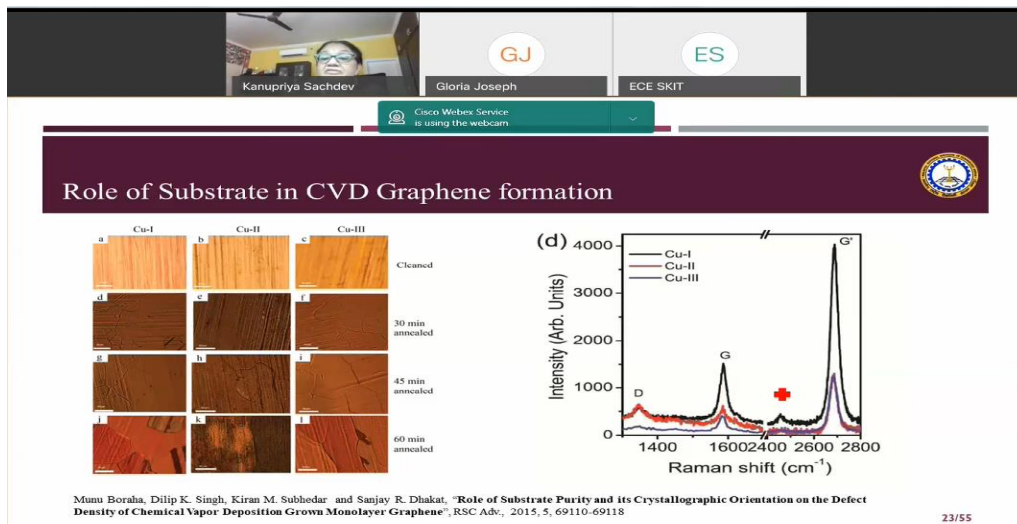 GJ
ES
Kanupriya Sachdev
Gloria Joseph
ECE SKIT
Cisco Webex Service
is using the webcam
Role of Substrate in CVD Graphene formation
Cu-I
Cu-II
Cu-III
a
b
c
Cleaned
d
e
f
30 min
annealed
g
h
i
45 min
annealed
j
k
l
60 min
annealed
(d)
Intensity (Arb. Units)
4000
3000
2000
1000
0
Cu-I
Cu-II
Cu-III
D
G
G'
1400
1600
2400
2600
2800
Raman shift (cm⁻¹)
Munu Boraha, Dilip K. Singh, Kiran M. Subhedar and Sanjay R. Dhakat, "Role of Substrate Purity and its Crystallographic Orientation on the Defect
Density of Chemical Vapor Deposition Grown Monolayer Graphene", RSC Adv., 2015, 5, 69110-69118
23/55